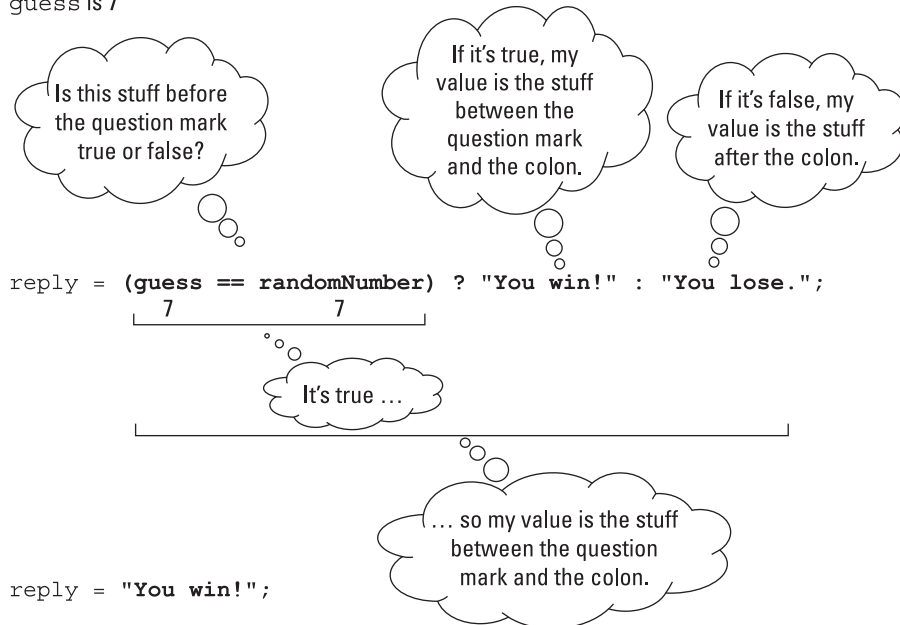 guess is 7
Is this stuff before
the question mark
true or false?
If it's true, my
value is the stuff
between the
question mark
and the colon.
If it's false, my
value is the stuff
after the colon.
reply = (guess == randomNumber) ? "You win!" : "You lose.";
7 7
It's true …
… so my value is the stuff
between the question
mark and the colon.
reply = "You win!";